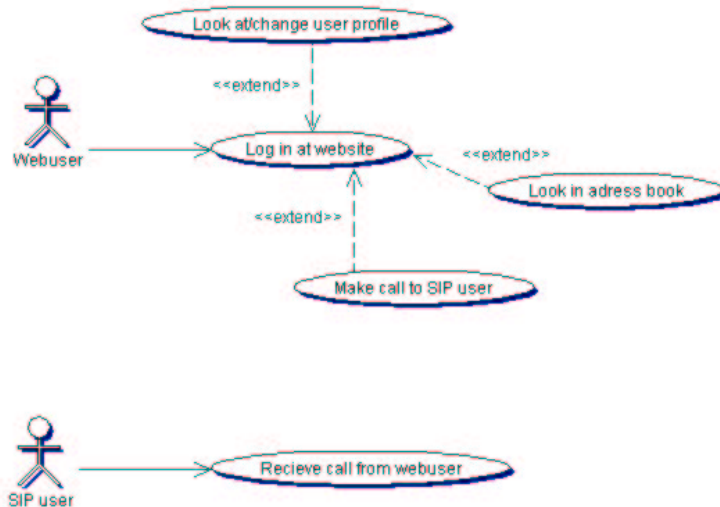 Look at/change user profile
<<extend>>
Webuser
Log in at website
<<extend>>
Look in adress book
<<extend>>
Make call to SIP user
SIP user
Recieve call from webuser